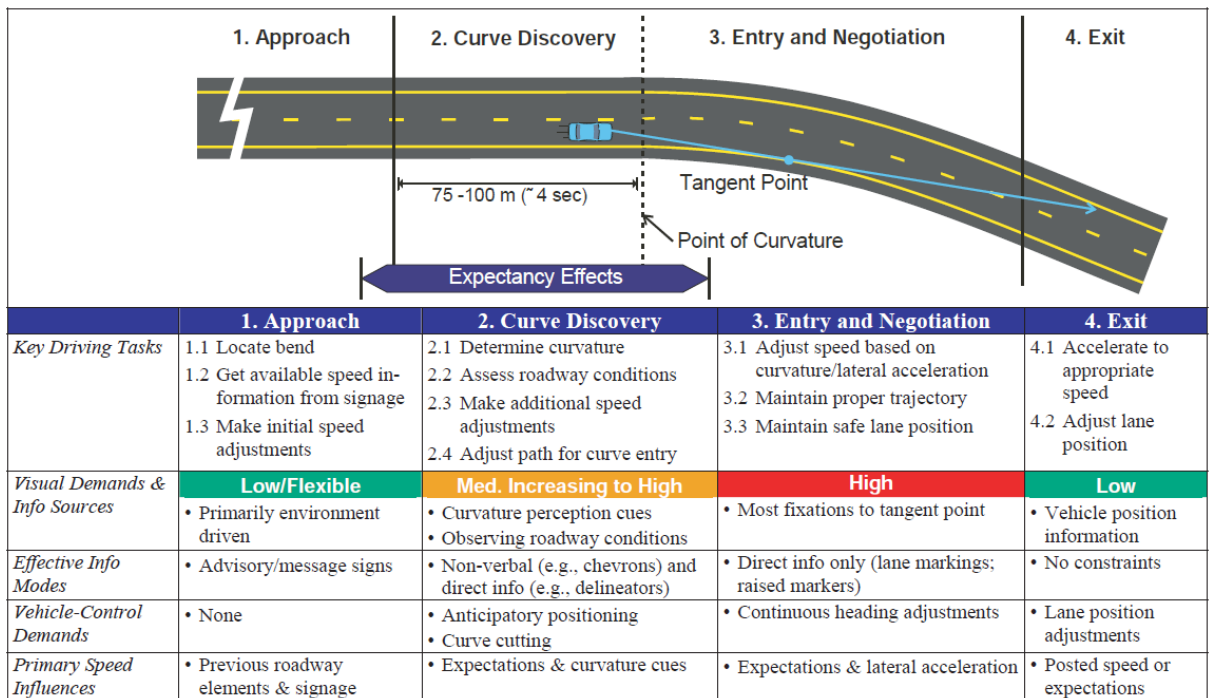 1. Approach
2. Curve Discovery
3. Entry and Negotiation
4. Exit
75 -100 m (~4 sec)
Tangent Point
Point of Curvature
Expectancy Effects
1. Approach
2. Curve Discovery
3. Entry and Negotiation
4. Exit
Key Driving Tasks
1.1 Locate bend
1.2 Get available speed in-
formation from signage
1.3 Make initial speed
adjustments
2.1 Determine curvature
2.2 Assess roadway conditions
2.3 Make additional speed
adjustments
2.4 Adjust path for curve entry
3.1 Adjust speed based on
curvature/lateral acceleration
3.2 Maintain proper trajectory
3.3 Maintain safe lane position
4.1 Accelerate to
appropriate
speed
4.2 Adjust lane
position
Visual Demands &
Info Sources
Low/Flexible
• Primarily environment
driven
Med. Increasing to High
• Curvature perception cues
• Observing roadway conditions
High
• Most fixations to tangent point
Low
• Vehicle position
information
Effective Info
Modes
• Advisory/message signs
• Non-verbal (e.g., chevrons) and
direct info (e.g., delineators)
• Direct info only (lane markings;
raised markers)
• No constraints
Vehicle-Control
Demands
• None
• Anticipatory positioning
• Curve cutting
• Continuous heading adjustments
• Lane position
adjustments
Primary Speed
Influences
• Previous roadway
elements & signage
• Expectations & curvature cues
• Expectations & lateral acceleration
• Posted speed or
expectations